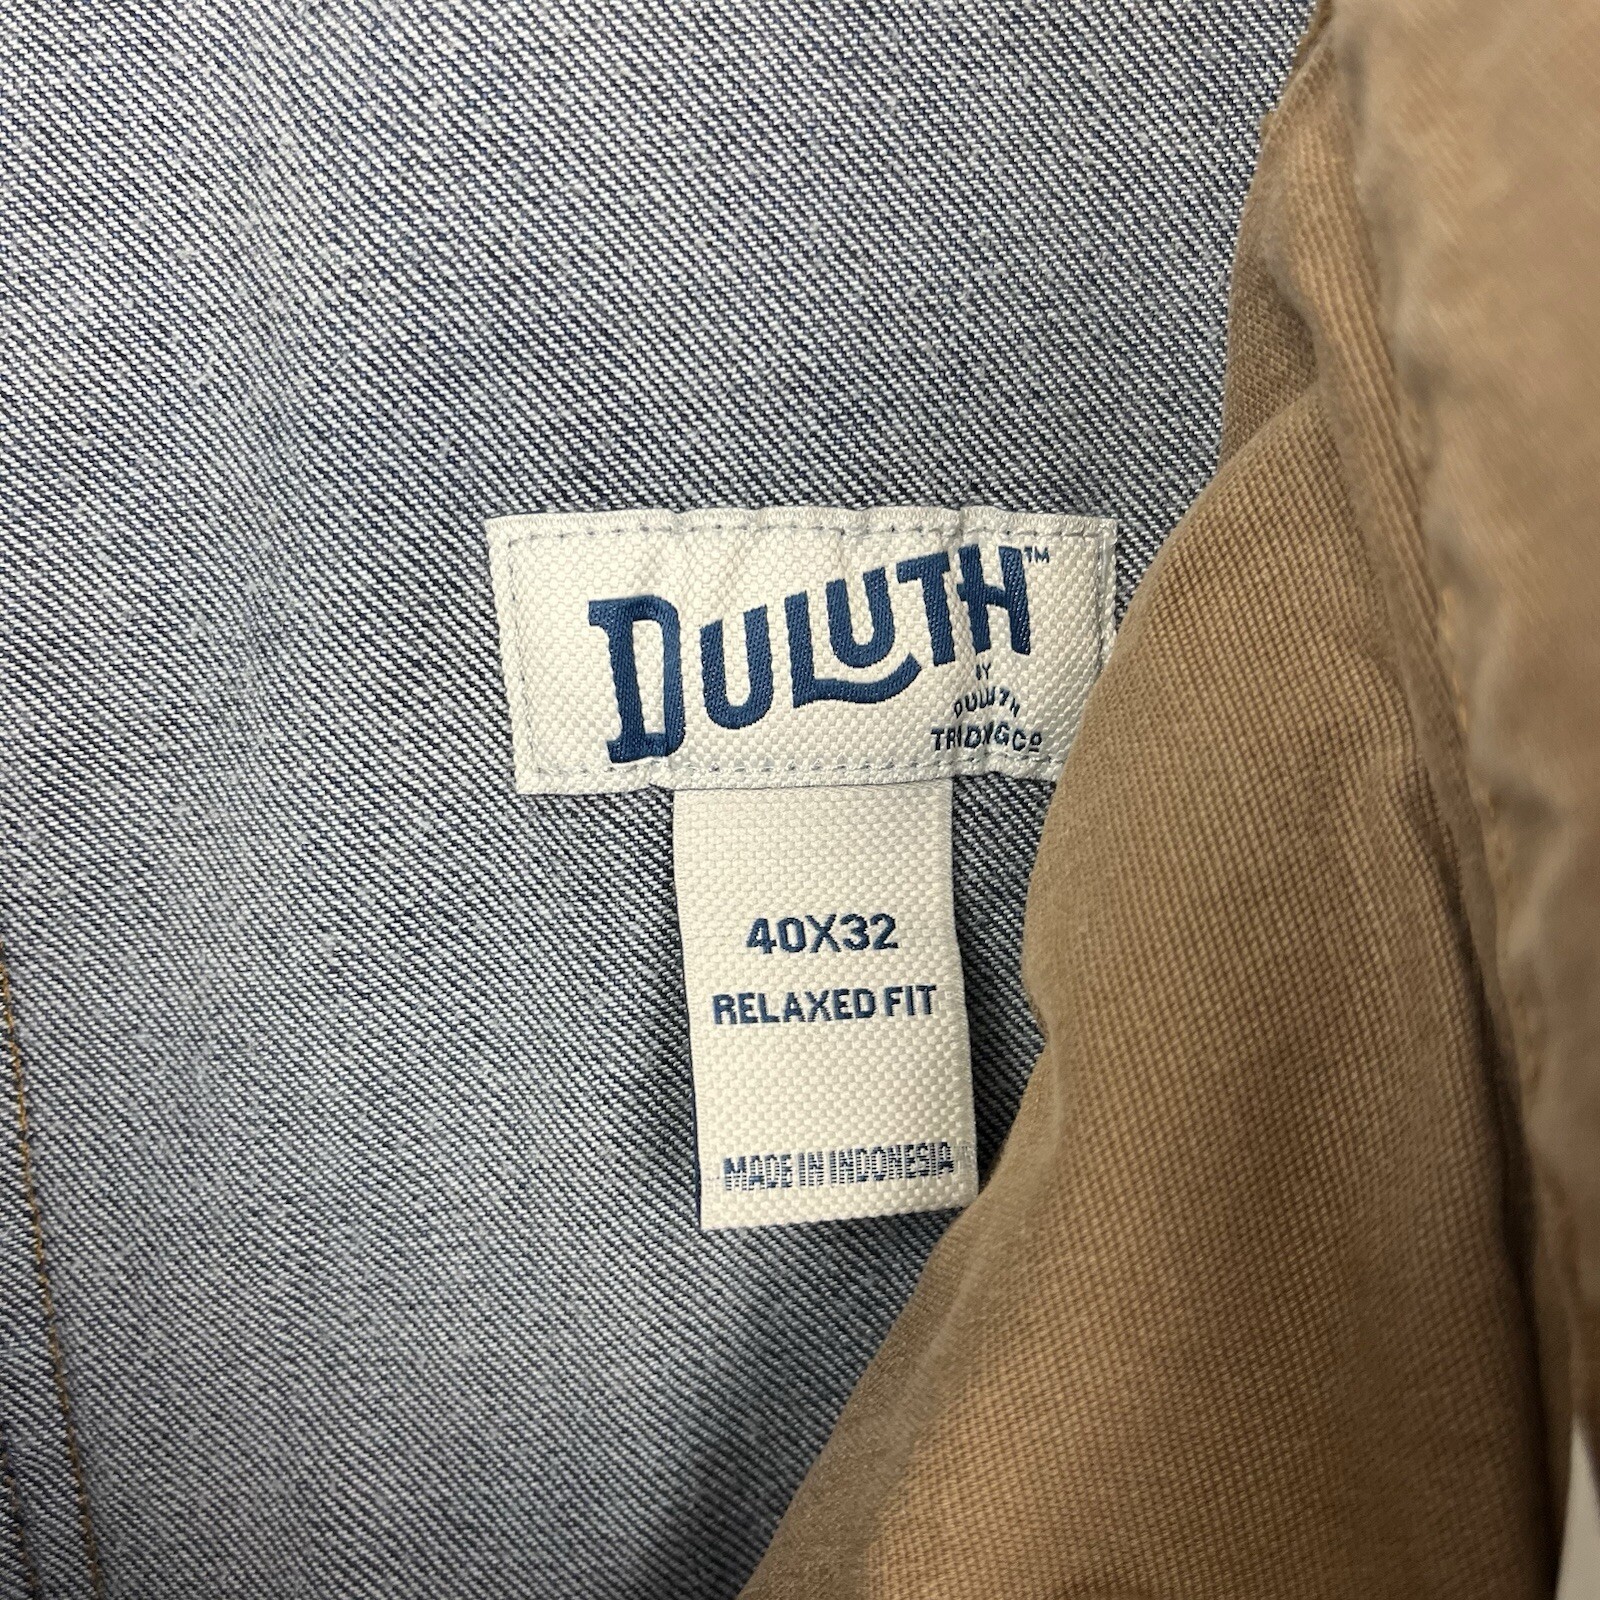 DULUTH™
BY
DULUTH
TRADING CO
40X32
RELAXED FIT
MADE IN INDONESIA